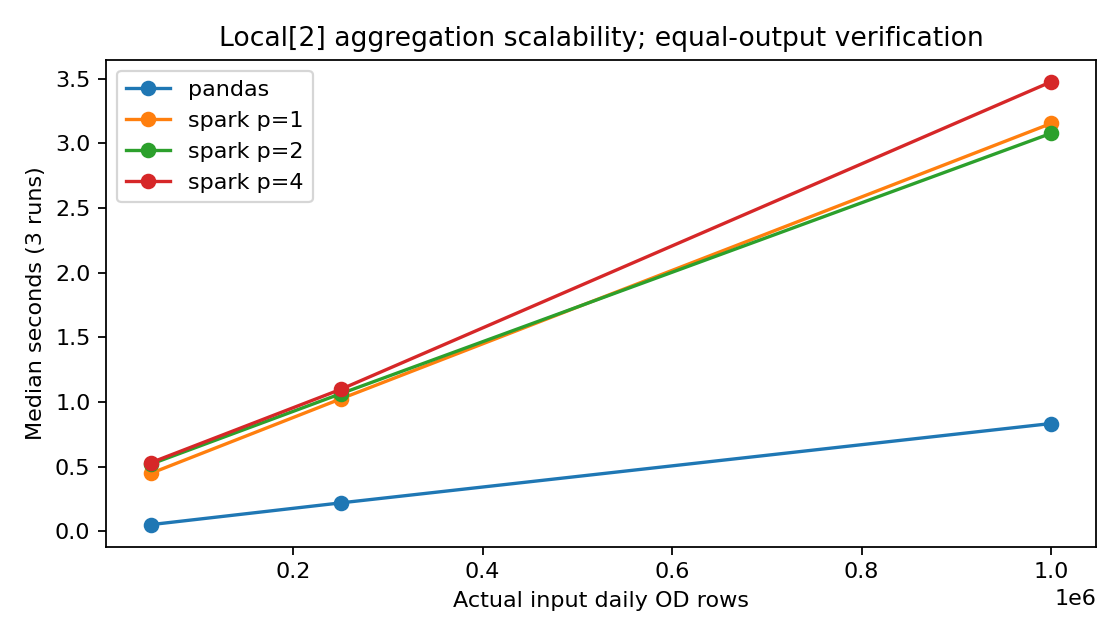 Local[2] aggregation scalability; equal-output verification
pandas
spark p=1
spark p=2
spark p=4
Median seconds (3 runs)
3.5
3.0
2.5
2.0
1.5
1.0
0.5
0.0
0.2
0.4
0.6
0.8
1.0
1e6
Actual input daily OD rows